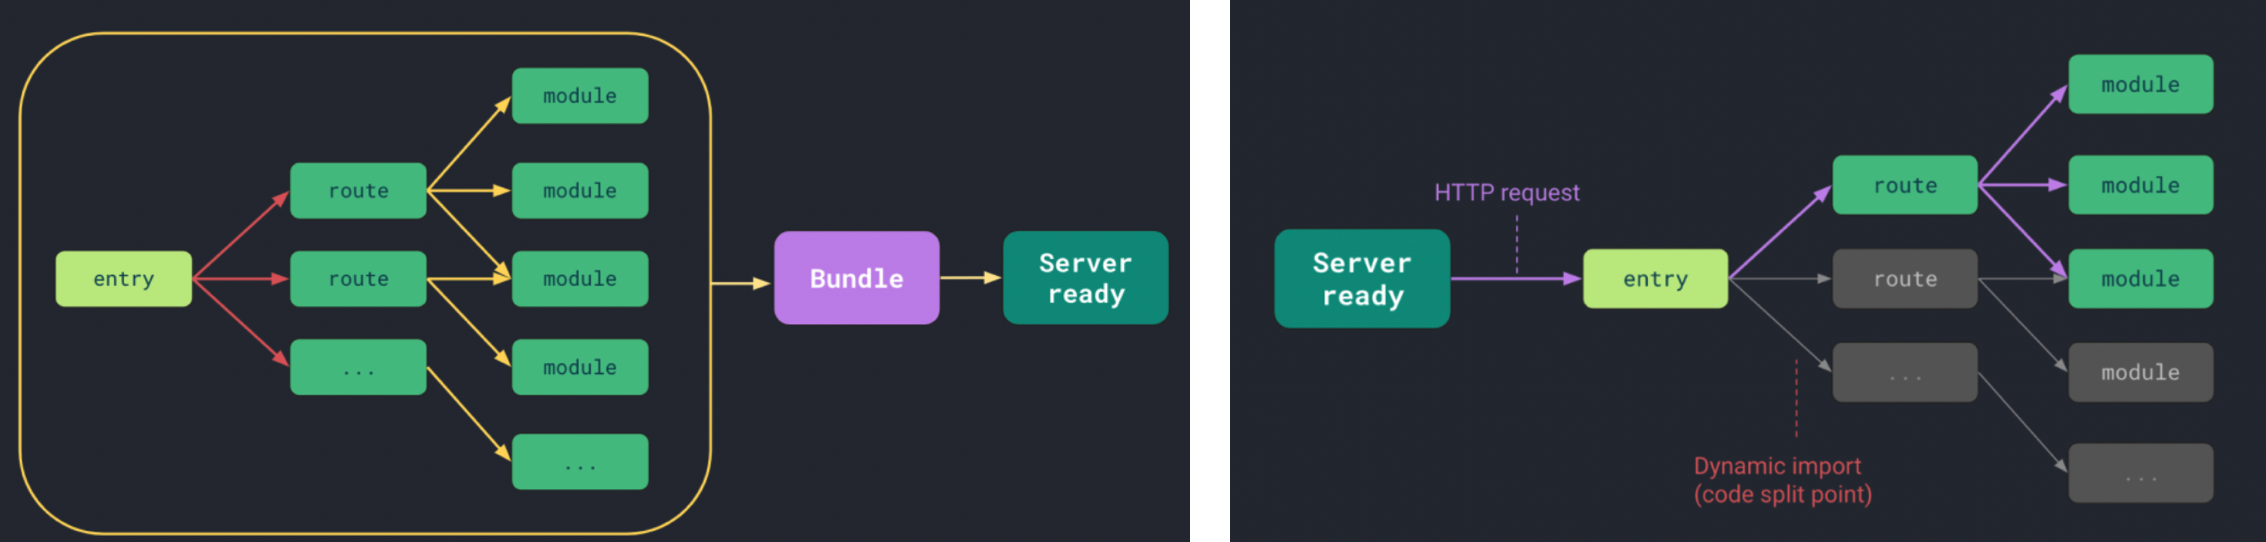 module
route
module
entry
route
module
...
module
...
Bundle
Server
ready
module
HTTP request
route
module
Server
ready
entry
route
module
...
module
Dynamic import
(code split point)
...